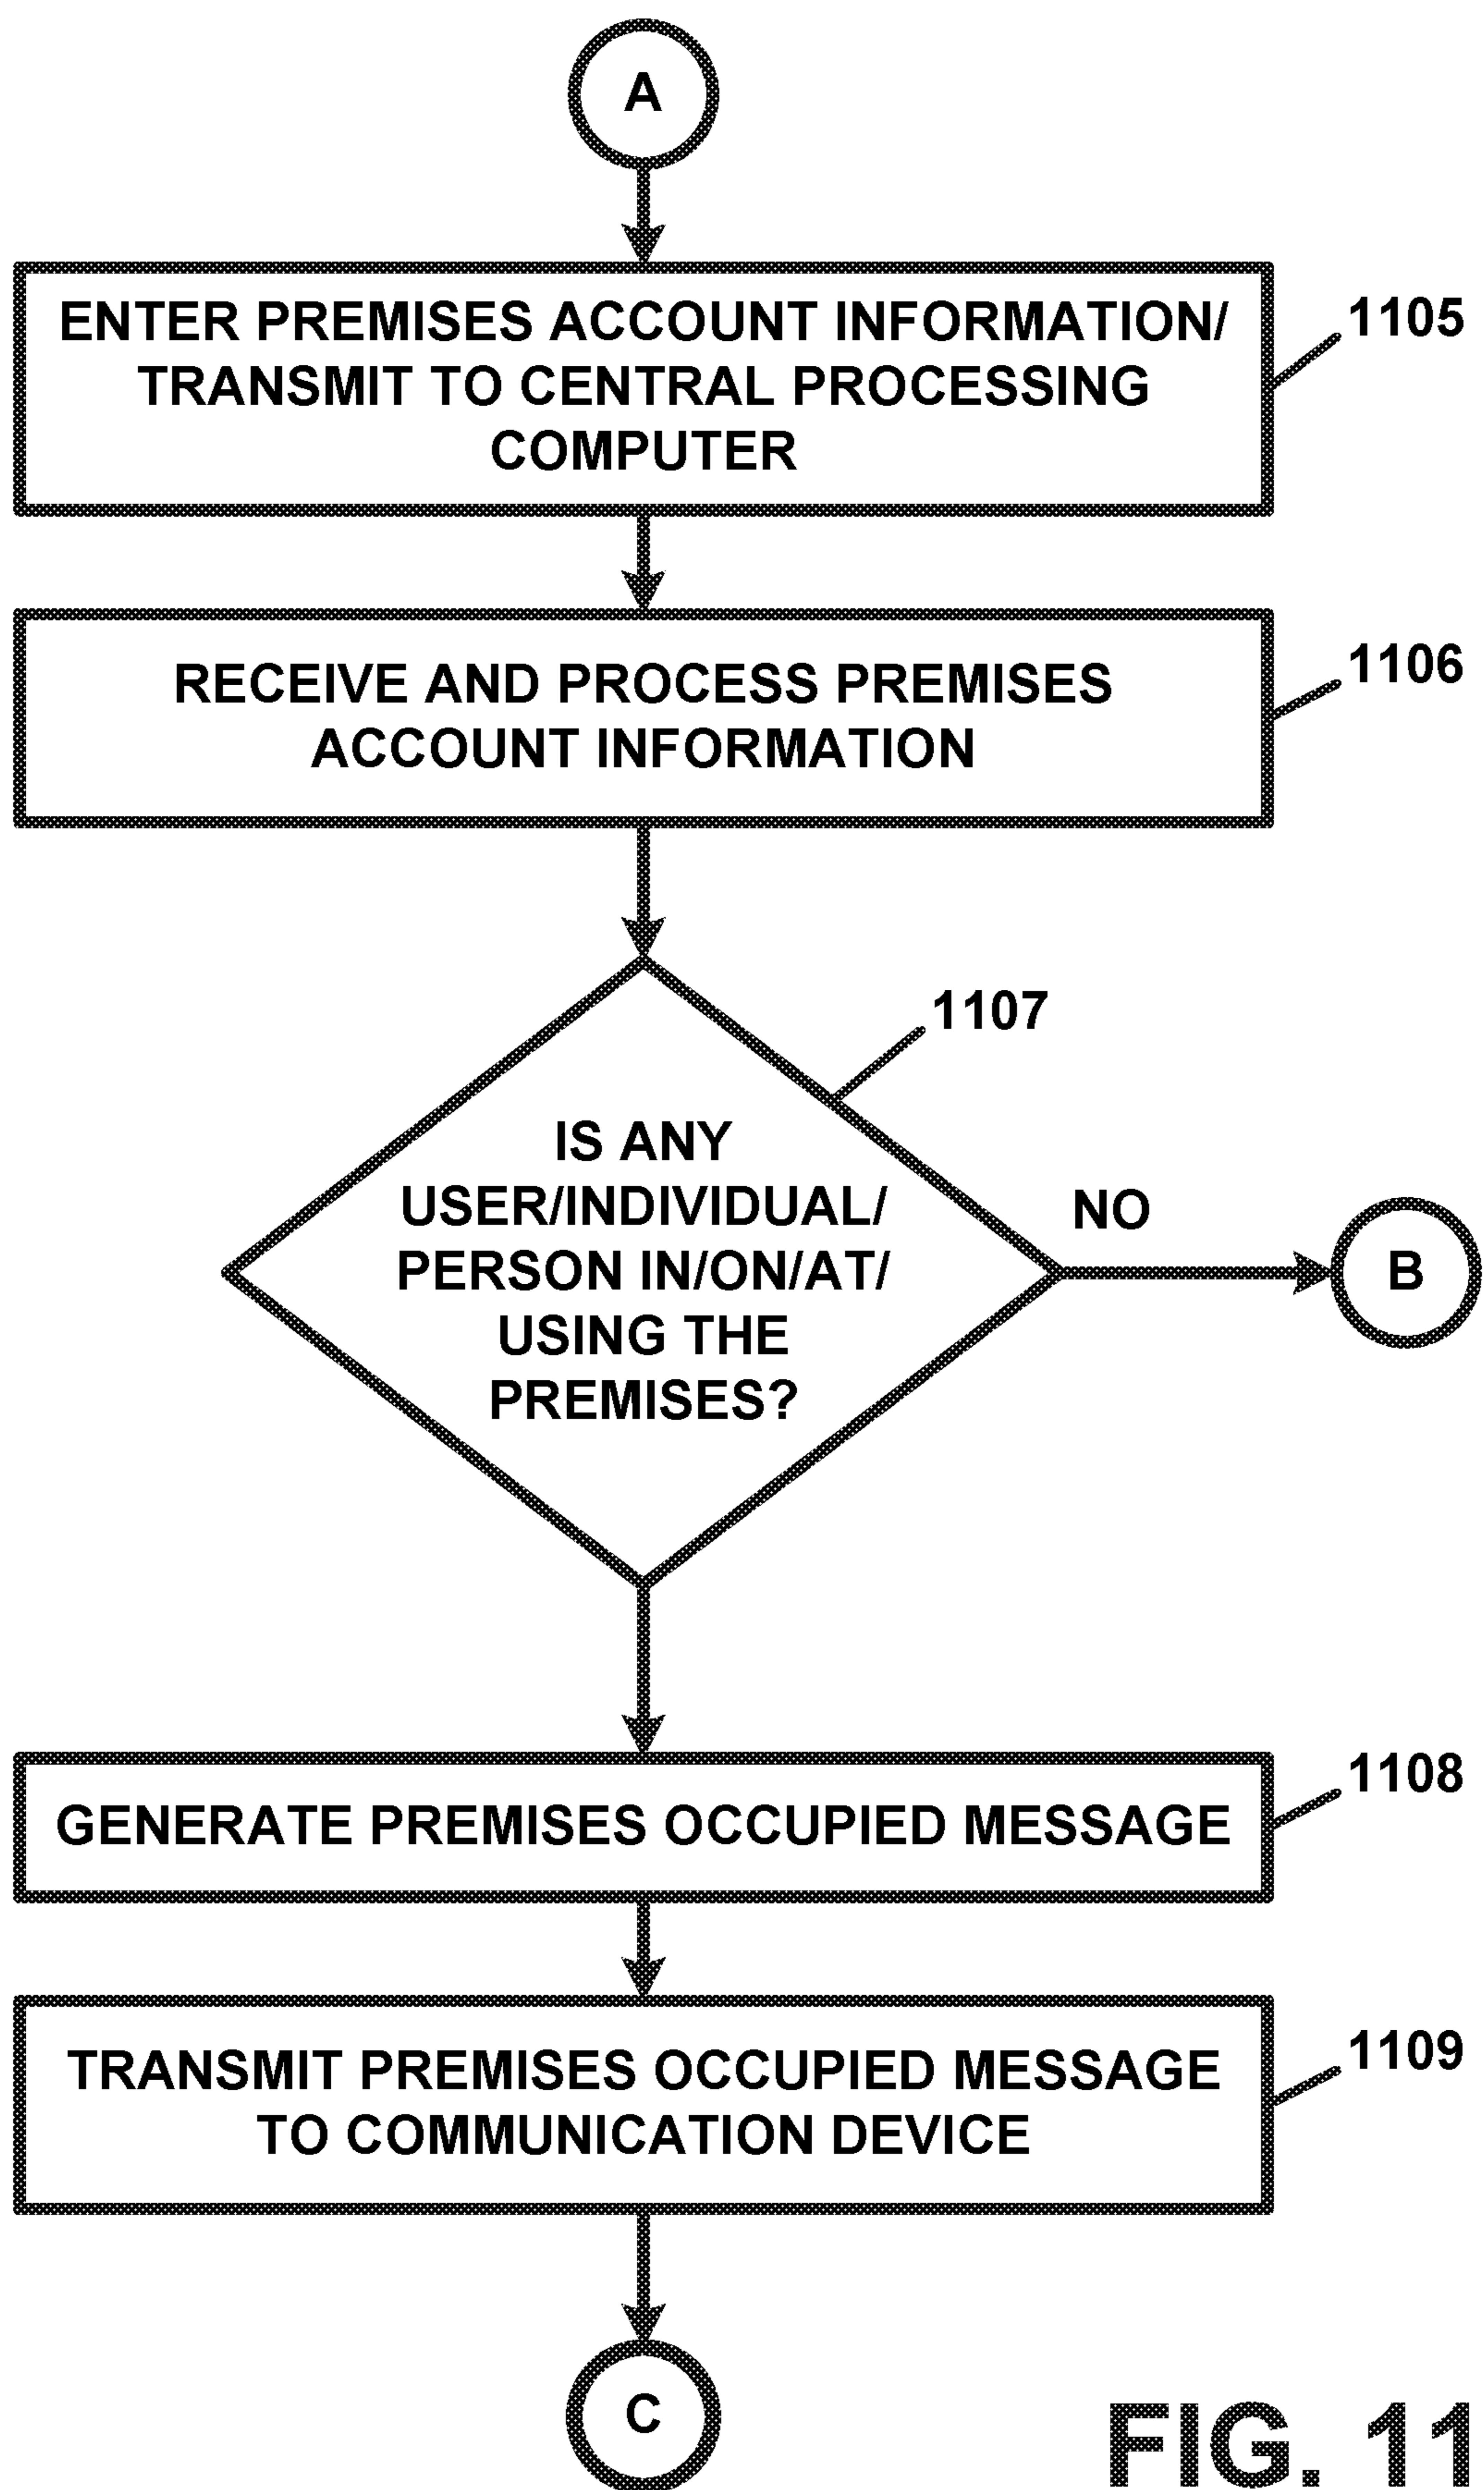 A
ENTER PREMISES ACCOUNT INFORMATION/
TRANSMIT TO CENTRAL PROCESSING
COMPUTER
1105
RECEIVE AND PROCESS PREMISES
ACCOUNT INFORMATION
1106
1107
IS ANY
USER/INDIVIDUAL/
PERSON IN/ON/AT/
USING THE
PREMISES?
NO
B
GENERATE PREMISES OCCUPIED MESSAGE
1108
TRANSMIT PREMISES OCCUPIED MESSAGE
TO COMMUNICATION DEVICE
1109
C
FIG. 11